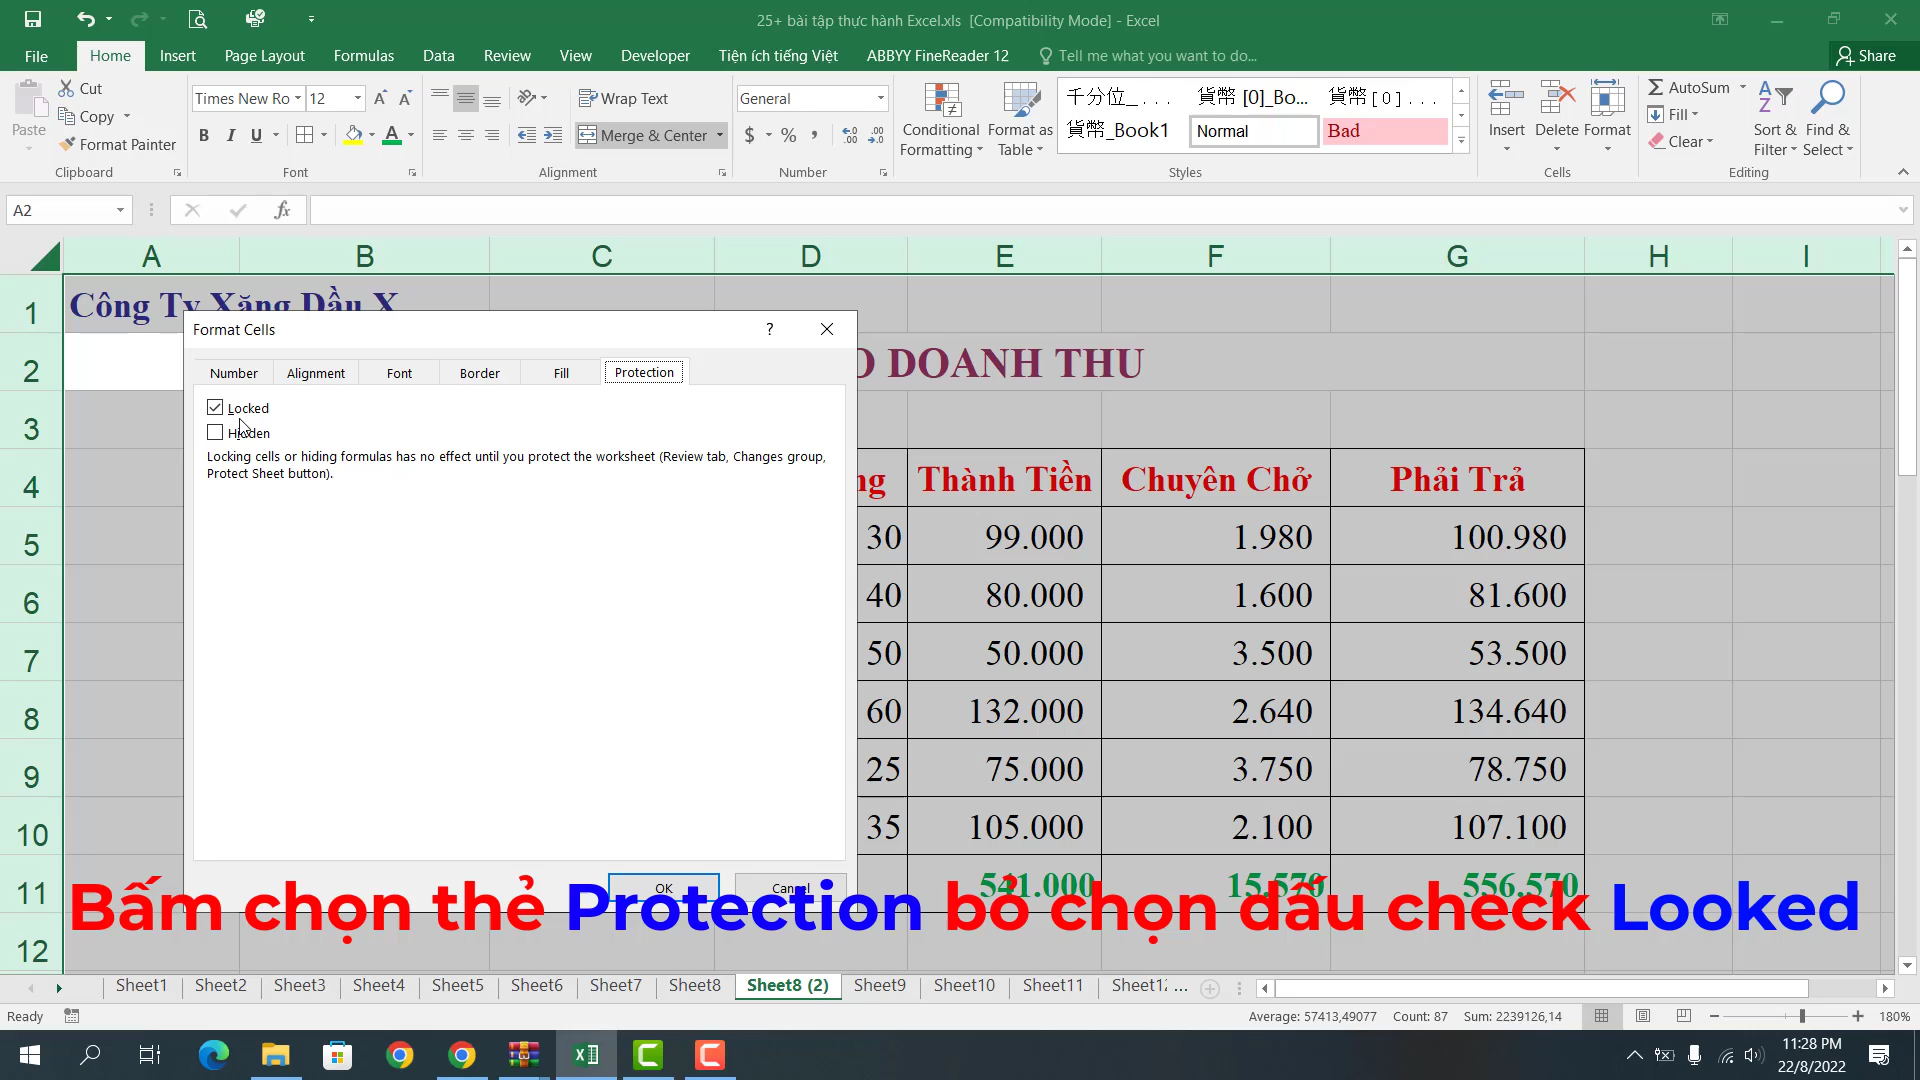 25+ bài tập thực hành Excel.xls [Compatibility Mode] - Excel
File Home Insert Page Layout Formulas Data Review View Developer Tiện ích tiếng Việt ABBYY FineReader 12 Tell me what you want to do... Share
Paste
Cut
Copy
Format Painter
Clipboard
Times New Ro 12
B I U
Font
Wrap Text
Merge & Center
Alignment
General
$ % ,
Number
Conditional Formatting
Format as Table
千分位_ . . .
貨幣 [0]_Bo...
貨幣 [ 0 ] . . .
貨幣_Book1
Normal
Bad
Styles
Insert Delete Format
Cells
AutoSum
Fill
Clear
Sort & Filter
Find & Select
Editing
A2
fx
A B C D E F G H I
1 Công Ty Xăng Dầu X
2 O DOANH THU
3
4 ng Thành Tiền Chuyên Chở Phải Trả
5 30 99.000 1.980 100.980
6 40 80.000 1.600 81.600
7 50 50.000 3.500 53.500
8 60 132.000 2.640 134.640
9 25 75.000 3.750 78.750
10 35 105.000 2.100 107.100
11 541.000 15.570 556.570
12
Format Cells
?
Number Alignment Font Border Fill Protection
Locked
Hidden
Locking cells or hiding formulas has no effect until you protect the worksheet (Review tab, Changes group,
Protect Sheet button).
OK Cancel
Bấm chọn thẻ Protection bỏ chọn dấu check Looked
Sheet1 Sheet2 Sheet3 Sheet4 Sheet5 Sheet6 Sheet7 Sheet8 Sheet8 (2) Sheet9 Sheet10 Sheet11 Sheet12 ...
Ready
Average: 57413,49077 Count: 87 Sum: 2239126,14
180%
11:28 PM
22/8/2022